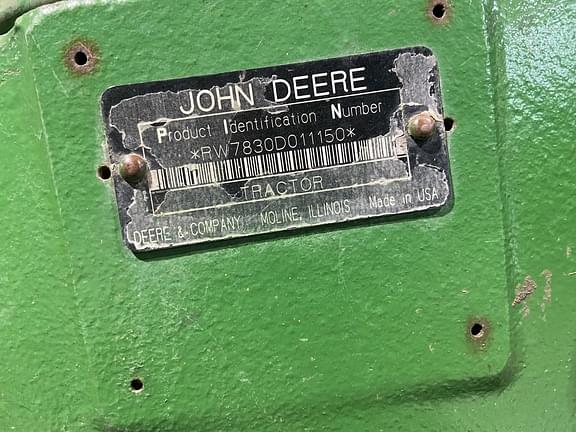 JOHN DEERE
Product Identification Number
*RW7830D011150*
TRACTOR
DEERE & COMPANY MOLINE, ILLINOIS Made in USA